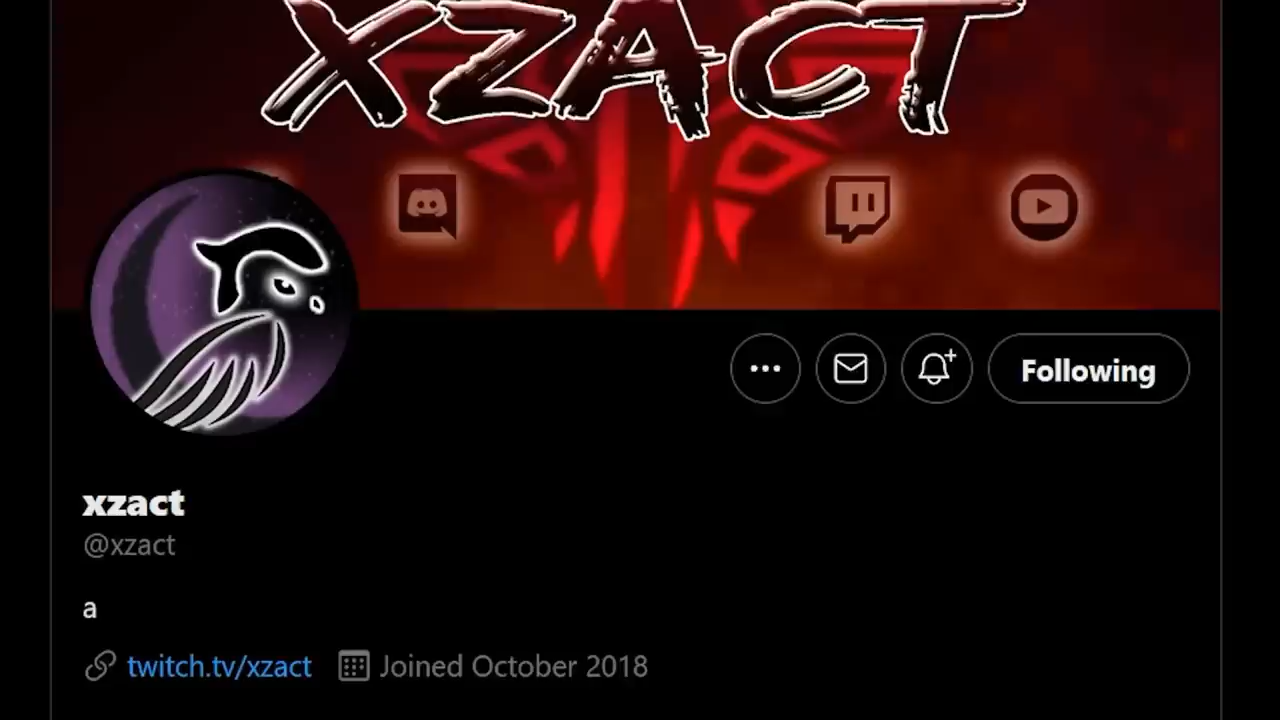 XZACT
Following
xzact
@xzact
a
twitch.tv/xzact Joined October 2018